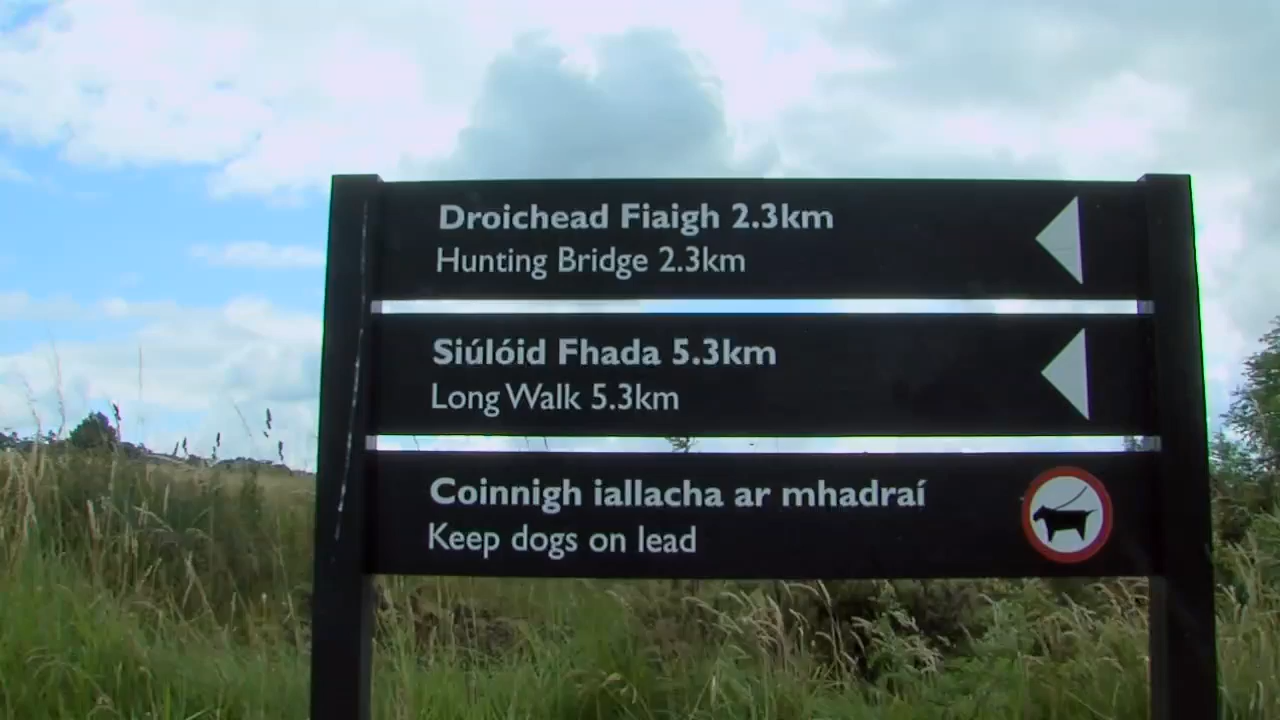 Droichead Fiaigh 2.3km
Hunting Bridge 2.3km
Siúlóid Fhada 5.3km
Long Walk 5.3km
Coinnigh iallacha ar mhadraí
Keep dogs on lead